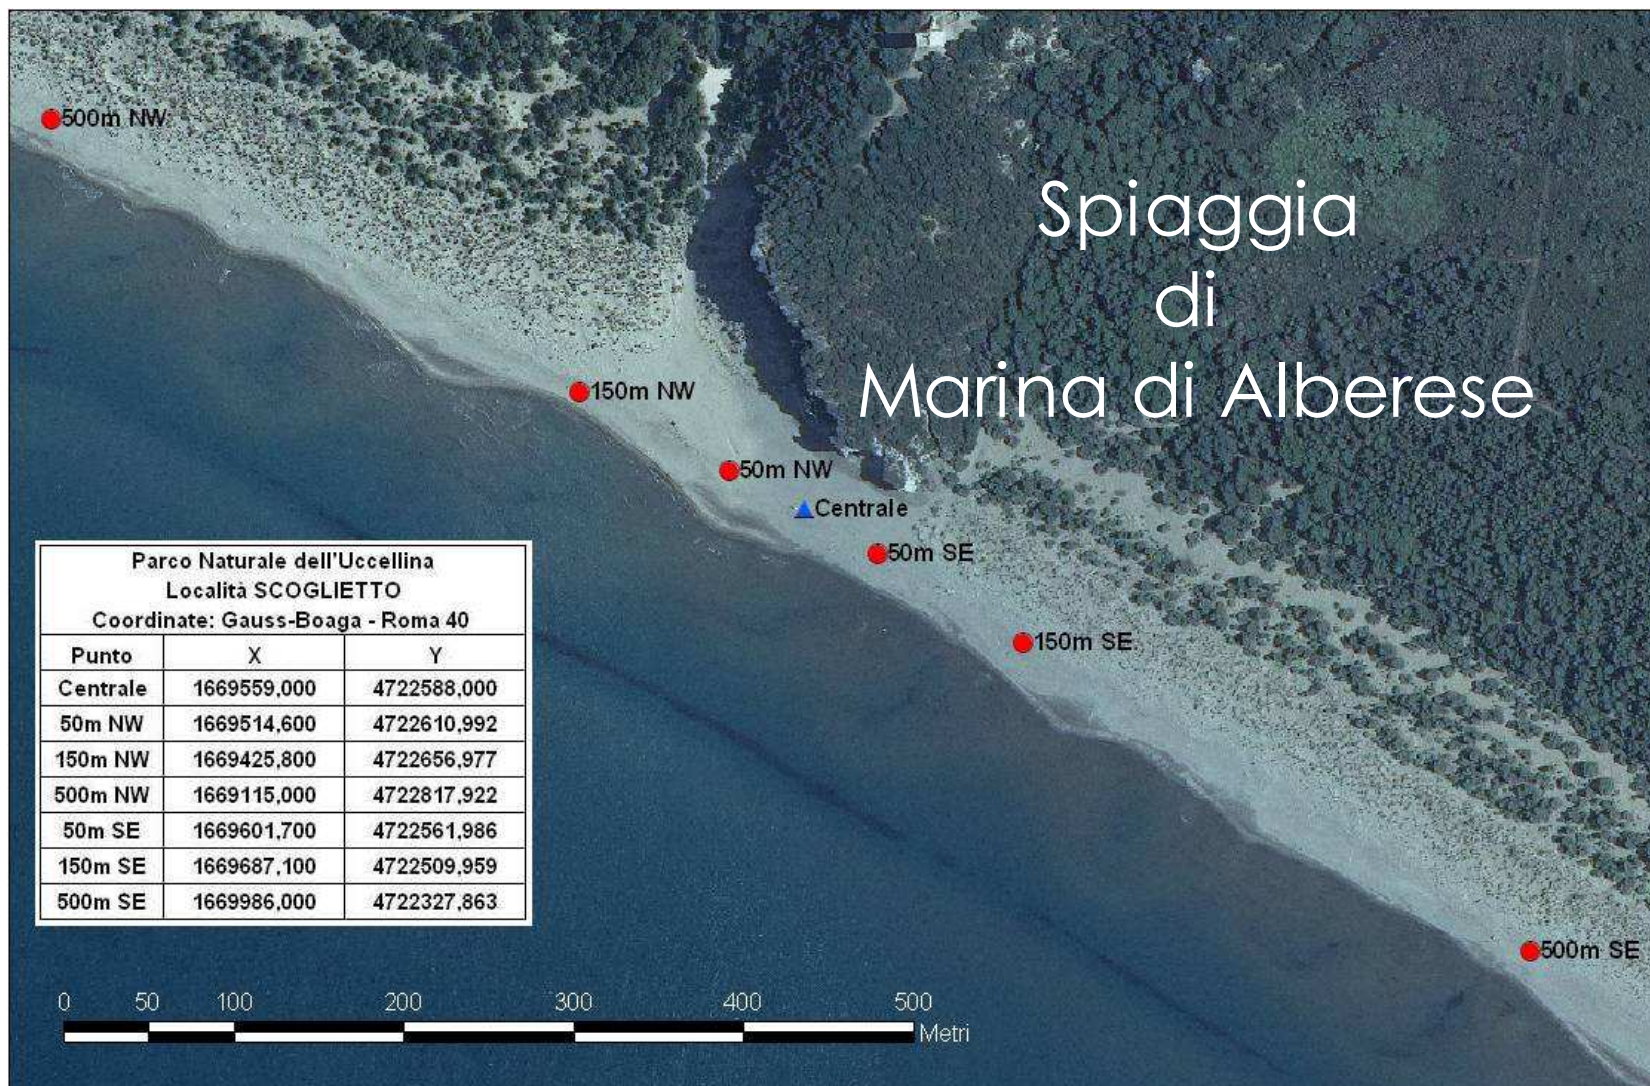 500m NW
Spiaggia
di
Marina di Alberese
150m NW
50m NW
Centrale
50m SE
150m SE
500m SE
Parco Naturale dell'Uccellina
Località SCOGLIETTO
Coordinate: Gauss-Boaga - Roma 40
Punto X Y
Centrale 1669559,000 4722588,000
50m NW 1669514,600 4722610,992
150m NW 1669425,800 4722656,977
500m NW 1669115,000 4722817,922
50m SE 1669601,700 4722561,986
150m SE 1669687,100 4722509,959
500m SE 1669986,000 4722327,863
0 50 100 200 300 400 500
Metri